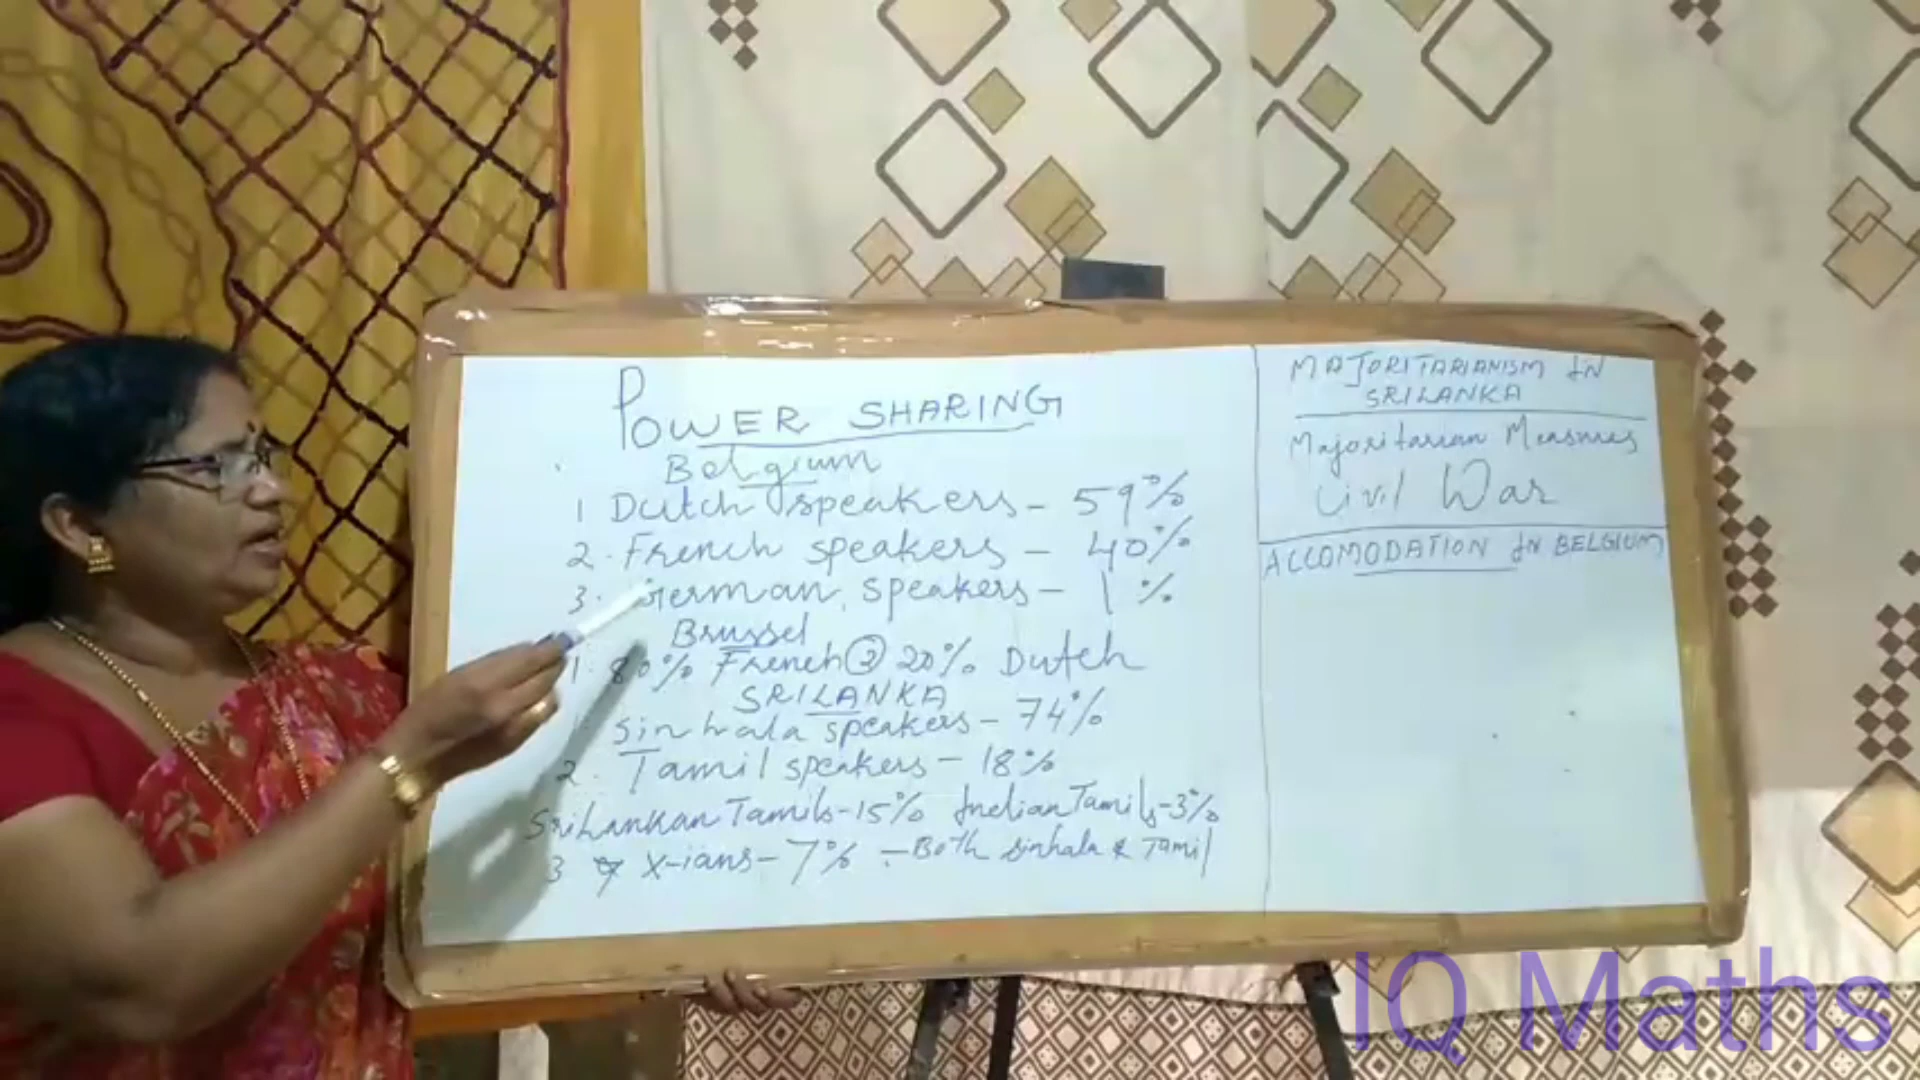 POWER SHARING
Belgium
1 Dutch speakers - 59%
2. French speakers - 40%
3. German speakers - 1%
Brussel
1. 80% French ② 20% Dutch
SRILANKA
Sinhala speakers - 74%
2. Tamil speakers - 18%
SriLankan Tamils - 15% Indian Tamils - 3%
3 X-ians - 7% - Both Sinhala & Tamil
MAJORITARIANISM IN
SRILANKA
Majoritarian Measures
Civil War
ACCOMODATION IN BELGIUM
IQ Maths